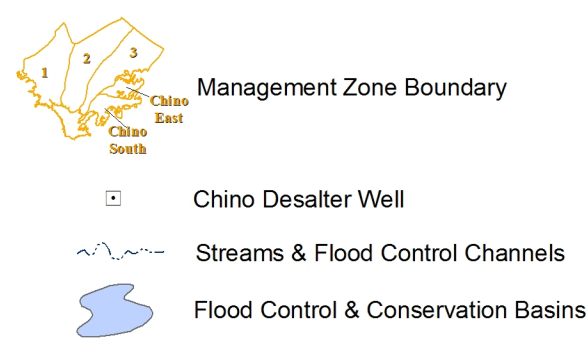 1
2
3
Chino
East
Chino
South
Management Zone Boundary
Chino Desalter Well
Streams & Flood Control Channels
Flood Control & Conservation Basins